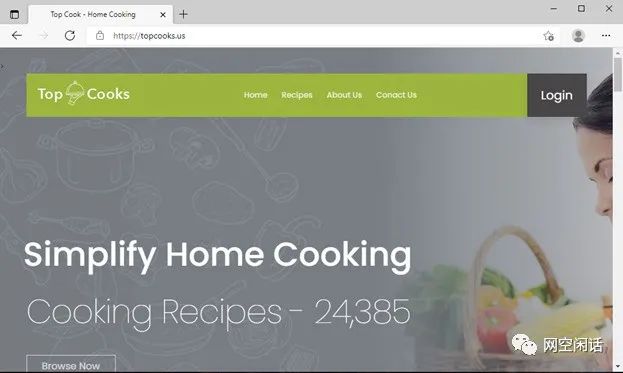 Top Cook - Home Cooking
https://topcooks.us
Top Cooks
Home Recipes About Us Conact Us
Login
Simplify Home Cooking
Cooking Recipes - 24,385
Browse Now
网空闲话